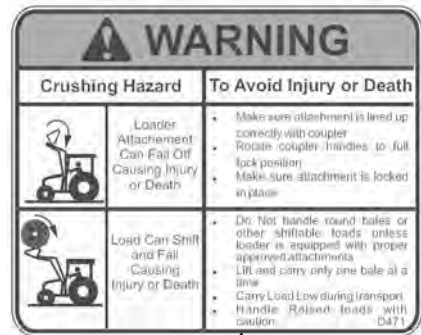 WARNING
Crushing Hazard
To Avoid Injury or Death
Loader
Attachement
Can Fall Off
Causing Injury
or Death
• Make sure attachment is lined up
correctly with coupler
• Rotate coupler handles to full
lock position
• Make sure attachment is locked
in place
Load Can Shift
and Fall
Causing
Injury or Death
• Do Not handle round bales or
other shiftable loads unless
loader is equipped with proper
approved attachments
• Lift and carry only one bale at a
time
• Carry Load Low during transport
• Handle Raised loads with
caution. D471